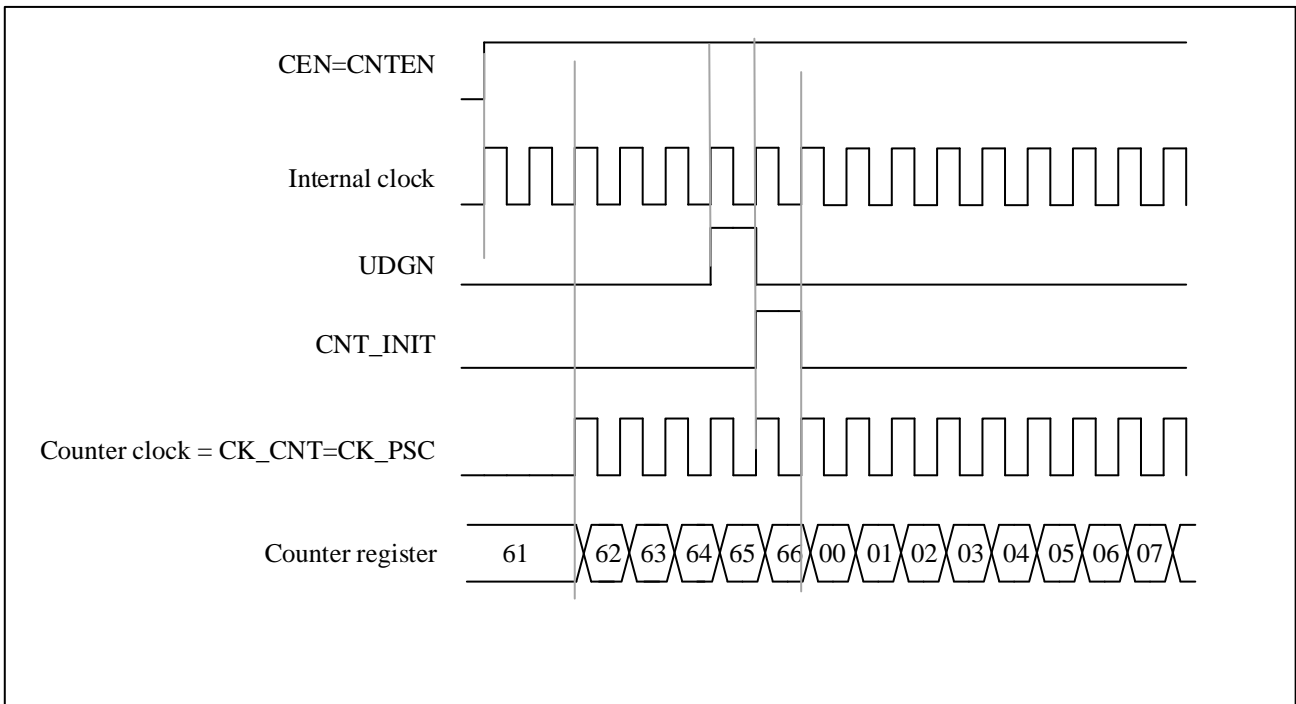 CEN=CNTEN
Internal clock
UDGN
CNT_INIT
Counter clock = CK_CNT=CK_PSC
Counter register 61 62 63 64 65 66 00 01 02 03 04 05 06 07